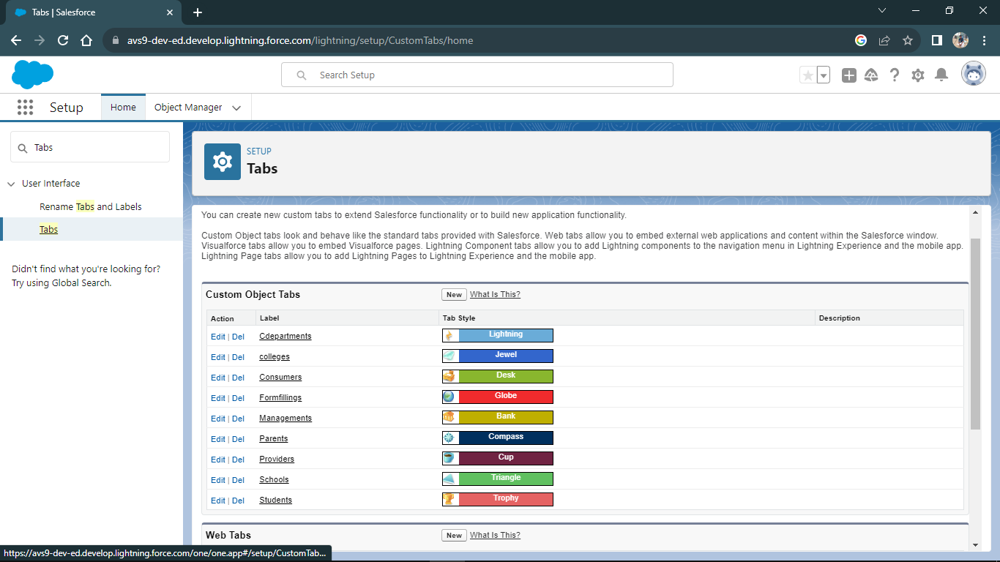 Tabs | Salesforce
avs9-dev-ed.develop.lightning.force.com/lightning/setup/CustomTabs/home
Search Setup
Setup
Home
Object Manager
Tabs
User Interface
Rename Tabs and Labels
Tabs
Didn't find what you're looking for?
Try using Global Search.
SETUP
Tabs
You can create new custom tabs to extend Salesforce functionality or to build new application functionality.
Custom Object tabs look and behave like the standard tabs provided with Salesforce. Web tabs allow you to embed external web applications and content within the Salesforce window.
Visualforce tabs allow you to embed Visualforce pages. Lightning Component tabs allow you to add Lightning components to the navigation menu in Lightning Experience and the mobile app.
Lightning Page tabs allow you to add Lightning Pages to Lightning Experience and the mobile app.
Custom Object Tabs New What Is This?
Action Label Tab Style Description
Edit | Del Cdepartments Lightning
Edit | Del colleges Jewel
Edit | Del Consumers Desk
Edit | Del Formfillings Globe
Edit | Del Managements Bank
Edit | Del Parents Compass
Edit | Del Providers Cup
Edit | Del Schools Triangle
Edit | Del Students Trophy
Web Tabs New What Is This?
https://avs9-dev-ed.develop.lightning.force.com/one/one.app#/setup/CustomTab...